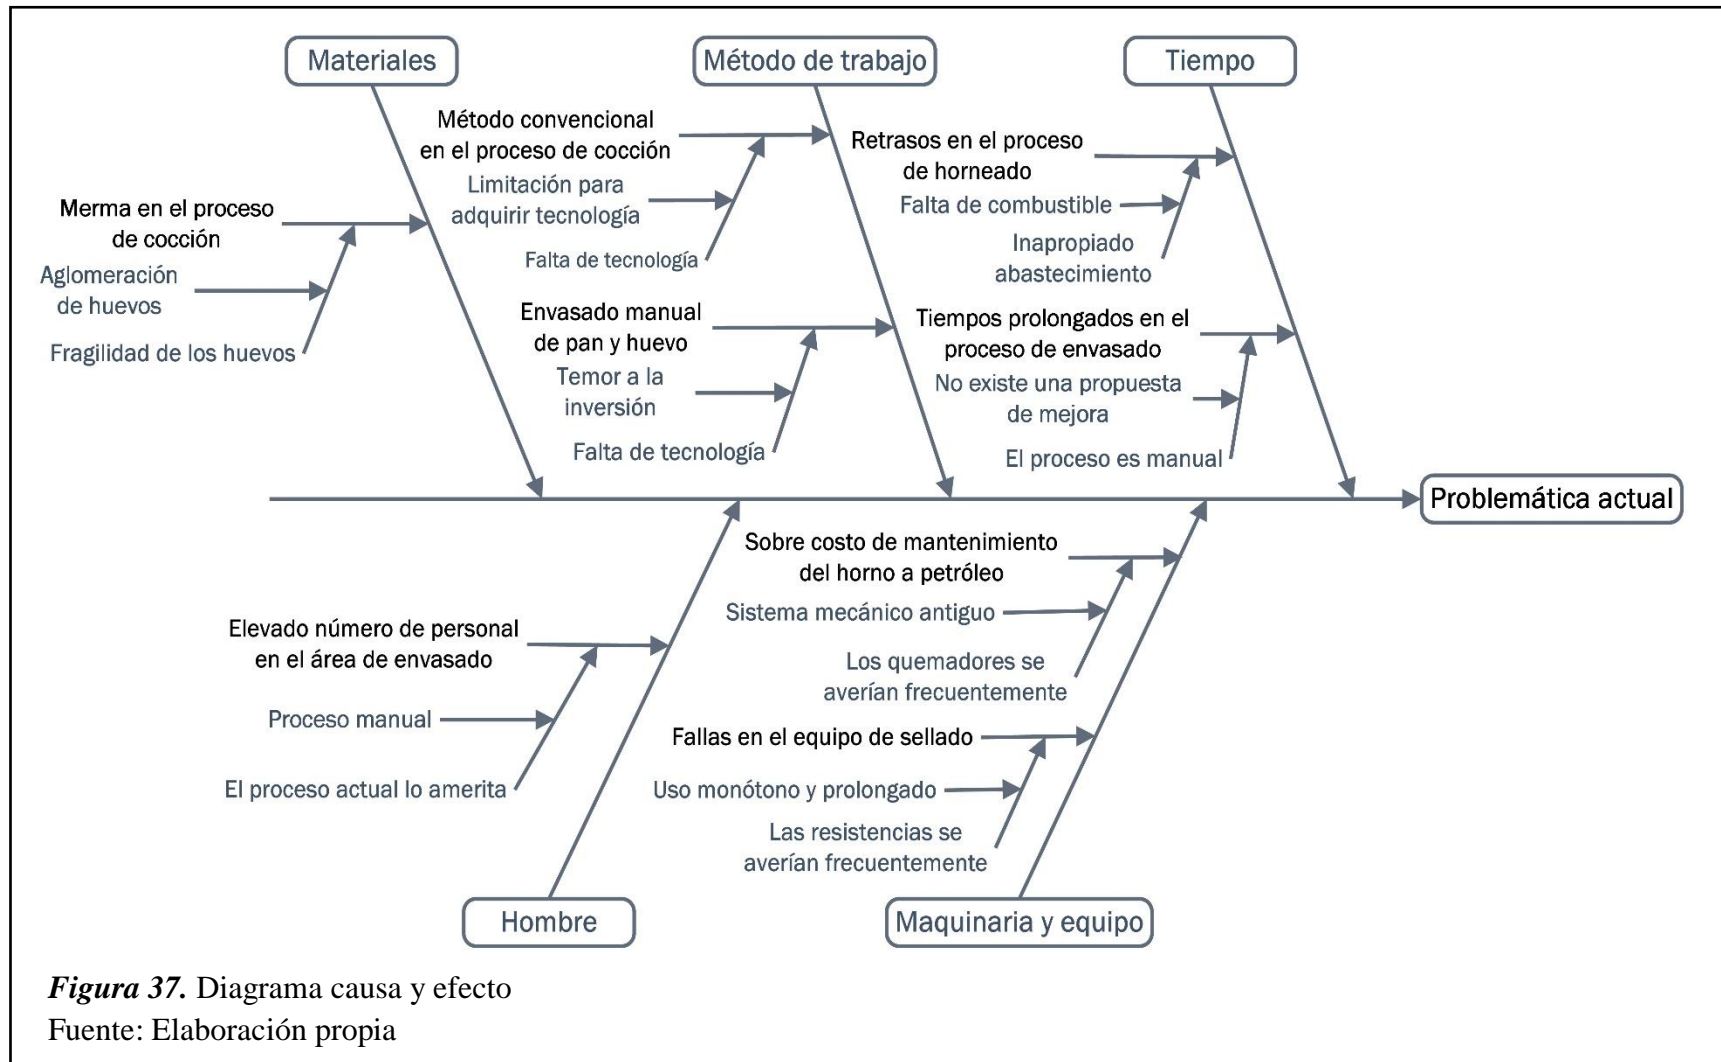 Materiales
Método de trabajo
Tiempo
Merma en el proceso
de cocción
Aglomeración
de huevos
Fragilidad de los huevos
Método convencional
en el proceso de cocción
Limitación para
adquirir tecnología
Falta de tecnología
Envasado manual
de pan y huevo
Temor a la
inversión
Falta de tecnología
Retrasos en el proceso
de horneado
Falta de combustible
Inapropiado
abastecimiento
Tiempos prolongados en el
proceso de envasado
No existe una propuesta
de mejora
El proceso es manual
Problemática actual
Elevado número de personal
en el área de envasado
Proceso manual
El proceso actual lo amerita
Sobre costo de mantenimiento
del horno a petróleo
Sistema mecánico antiguo
Los quemadores se
averían frecuentemente
Fallas en el equipo de sellado
Uso monótono y prolongado
Las resistencias se
averían frecuentemente
Hombre
Maquinaria y equipo
Figura 37. Diagrama causa y efecto
Fuente: Elaboración propia